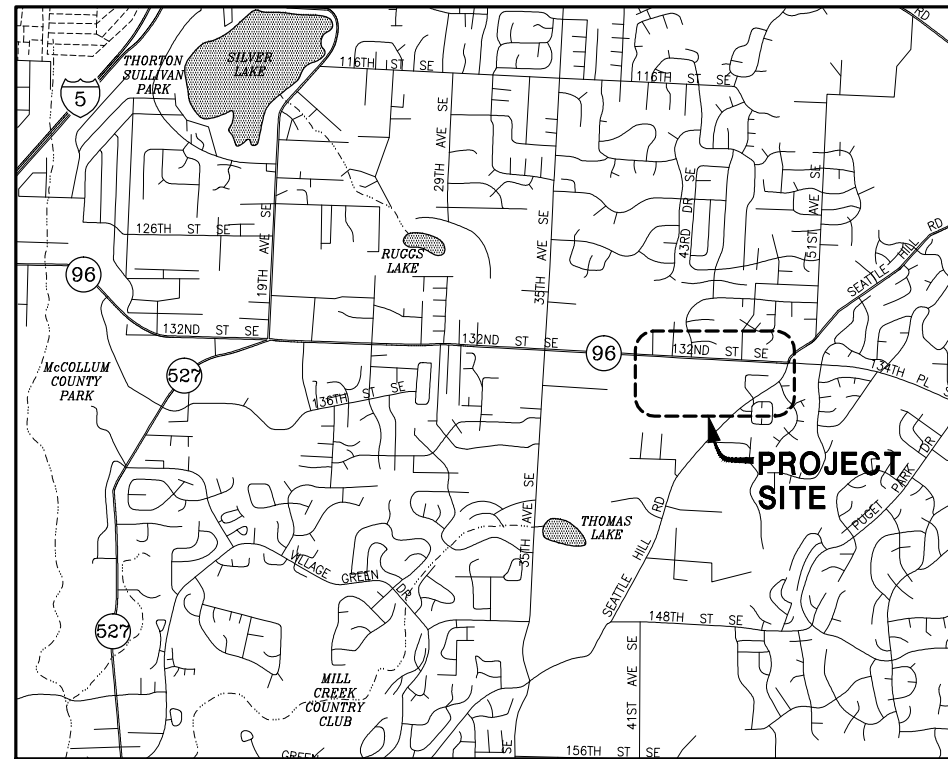 RD
THORTON
SULLIVAN
PARK
SILVER
LAKE
5
116TH ST SE
116TH ST SE
29TH AVE SE
35TH AVE SE
43RD DR SE
51ST AVE SE
SEATTLE HILL RD
126TH ST SE
19TH AVE SE
RUGGS
LAKE
96
132ND ST SE
132ND ST SE
96
132ND ST SE
134TH PL
527
McCOLLUM
COUNTY
PARK
136TH ST SE
PROJECT
SITE
PUGET PARK DR
35TH AVE SE
THOMAS
LAKE
SEATTLE HILL RD
VILLAGE GREEN DR
148TH ST SE
527
41ST AVE SE
MILL
CREEK
COUNTRY
CLUB
SE
156TH ST SE
GREEN